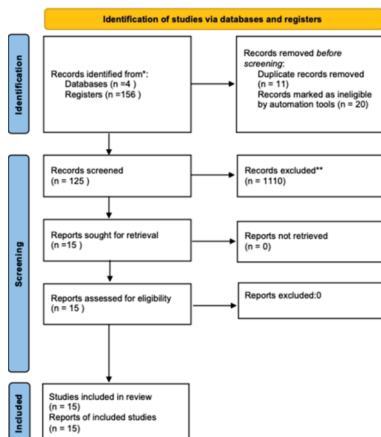 Identification of studies via databases and registers
Identification
Records identified from*:
Databases (n =4 )
Registers (n =156 )
Records removed before
screening:
Duplicate records removed
(n = 11)
Records marked as ineligible
by automation tools (n = 20)
Screening
Records screened
(n = 125 )
Records excluded**
(n = 1110)
Reports sought for retrieval
(n =15 )
Reports not retrieved
(n = 0)
Reports assessed for eligibility
(n = 15 )
Reports excluded:0
Included
Studies included in review
(n = 15)
Reports of included studies
(n = 15)